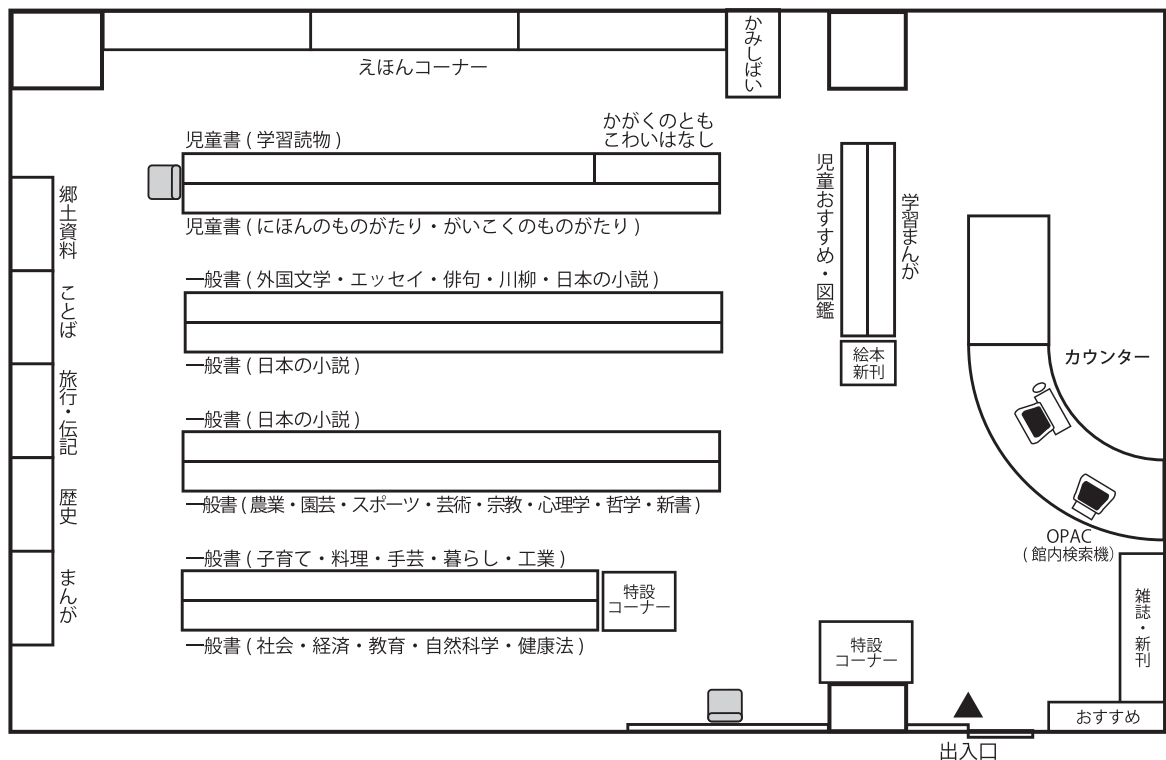 かみしばい
えほんコーナー
児童書 ( 学習読物 )
かがくのとも
こわいはなし
児童書 ( にほんのものがたり・がいこくのものがたり )
郷土資料
ことば
旅行・伝記
歴史
まんが
一般書 ( 外国文学・エッセイ・俳句・川柳・日本の小説 )
一般書 ( 日本の小説 )
一般書 ( 日本の小説 )
一般書 ( 農業・園芸・スポーツ・芸術・宗教・心理学・哲学・新書 )
一般書 ( 子育て・料理・手芸・暮らし・工業 )
特設
コーナー
一般書 ( 社会・経済・教育・自然科学・健康法 )
児童おすすめ・図鑑
学習まんが
絵本
新刊
カウンター
OPAC
( 館内検索機 )
雑誌・新刊
特設
コーナー
おすすめ
出入口